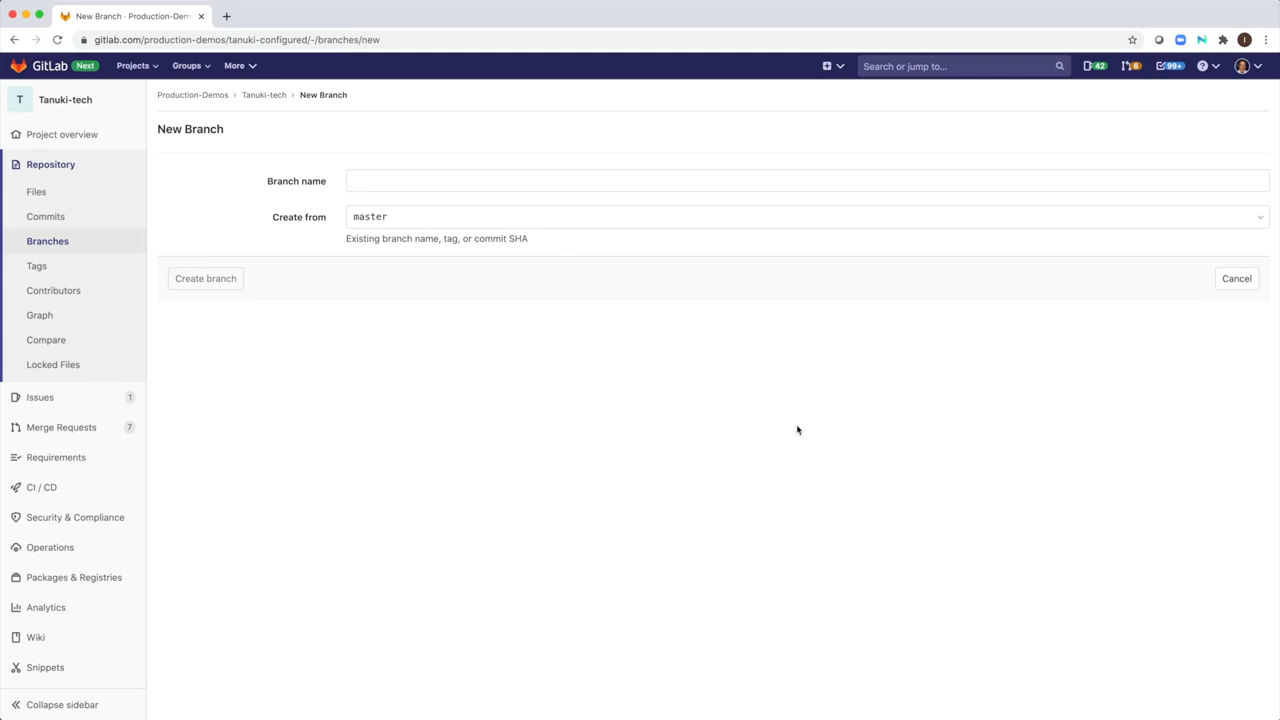 New Branch · Production-Dem
gitlab.com/production-demos/tanuki-configured/-/branches/new
GitLab Next Projects Groups More Search or jump to... 42 6 99+
T Tanuki-tech
Production-Demos › Tanuki-tech › New Branch
Project overview
Repository
Files
Commits
Branches
Tags
Contributors
Graph
Compare
Locked Files
Issues 1
Merge Requests 7
Requirements
CI / CD
Security & Compliance
Operations
Packages & Registries
Analytics
Wiki
Snippets
Collapse sidebar
New Branch
Branch name
Create from master
Existing branch name, tag, or commit SHA
Create branch Cancel